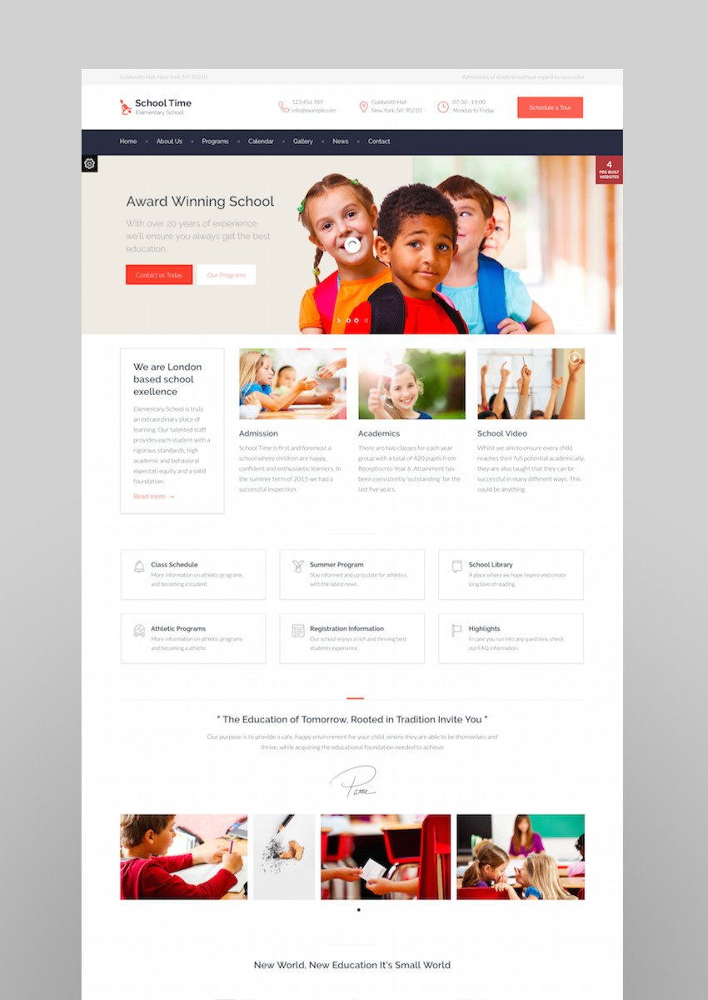 Goldsmith Hall, New York, NY 90210
Admissions of students without regard to race, color
School Time
Elementary School
123 456 789
info@example.com
Goldsmith Hall
New York, NY 90210
07:30 - 19:00
Monday to Friday
Schedule a Tour
Home
About Us
Programs
Calendar
Gallery
News
Contact
4
PRE-BUILT
WEBSITES
Award Winning School
With over 20 years of experience
we'll ensure you always get the best
education.
Contact us Today
Our Programs
We are London
based school
exellence
Elementary School is truly
an extraordinary place of
learning. Our talented staff
provides each student with a
rigorous standards, high
academic and behavioral
expectati equity and a solid
foundation.
Read more →
Admission
School Time is first and foremost a
school where children are happy,
confident and enthusiastic learners. In
the summer term of 2015 we had a
successful inspection.
Academics
There are two classes for each year
group with a total of 420 pupils from
Reception to Year 6. Attainment has
been consistently 'outstanding' for the
last five years.
School Video
Whilst we aim to ensure every child
reaches their full potential academically,
they are also taught that they can be
successful in many different ways. This
could be anything.
Class Schedule
More information on athletic programs
and becoming a student.
Summer Program
Stay informed and up to date for athletics,
with the latest news.
School Library
A place where we hope inspire and create
long love of reading.
Athletic Programs
More information on athletic programs
and becoming a athlete.
Registration Information
Our school enjoys a rich and thriving best
students experience.
Highlights
In case you run into any questions, check
out FAQ information.
" The Education of Tomorrow, Rooted in Tradition Invite You "
Our purpose is to provide a safe, happy environment for your child, where they are able to be themselves and
thrive; while acquiring the educational foundation needed to achieve
New World, New Education It's Small World